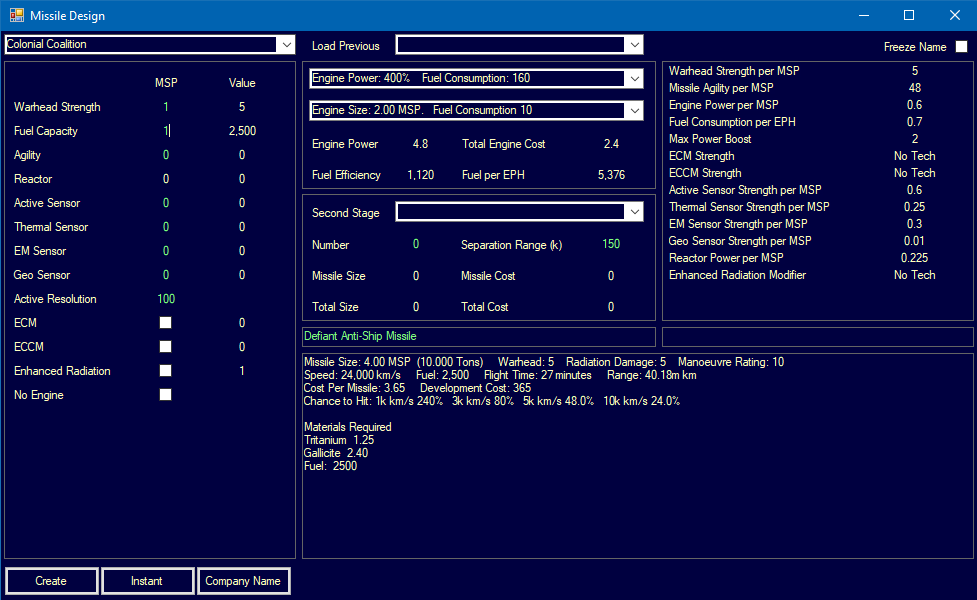 Missile Design
Colonial Coalition
Load Previous
Freeze Name
MSP Value
Warhead Strength 1 5
Fuel Capacity 1 2,500
Agility 0 0
Reactor 0 0
Active Sensor 0 0
Thermal Sensor 0 0
EM Sensor 0 0
Geo Sensor 0 0
Active Resolution 100
ECM 0
ECCM 0
Enhanced Radiation 1
No Engine
Engine Power: 400% Fuel Consumption: 160
Engine Size: 2.00 MSP. Fuel Consumption 10
Engine Power 4.8 Total Engine Cost 2.4
Fuel Efficiency 1,120 Fuel per EPH 5,376
Second Stage
Number 0 Separation Range (k) 150
Missile Size 0 Missile Cost 0
Total Size 0 Total Cost 0
Warhead Strength per MSP 5
Missile Agility per MSP 48
Engine Power per MSP 0.6
Fuel Consumption per EPH 0.7
Max Power Boost 2
ECM Strength No Tech
ECCM Strength No Tech
Active Sensor Strength per MSP 0.6
Thermal Sensor Strength per MSP 0.25
EM Sensor Strength per MSP 0.3
Geo Sensor Strength per MSP 0.01
Reactor Power per MSP 0.225
Enhanced Radiation Modifier No Tech
Defiant Anti-Ship Missile
Missile Size: 4.00 MSP (10.000 Tons) Warhead: 5 Radiation Damage: 5 Manoeuvre Rating: 10
Speed: 24,000 km/s Fuel: 2,500 Flight Time: 27 minutes Range: 40.18m km
Cost Per Missile: 3.65 Development Cost: 365
Chance to Hit: 1k km/s 240% 3k km/s 80% 5k km/s 48.0% 10k km/s 24.0%
Materials Required
Tritanium 1.25
Gallicite 2.40
Fuel: 2500
Create
Instant
Company Name